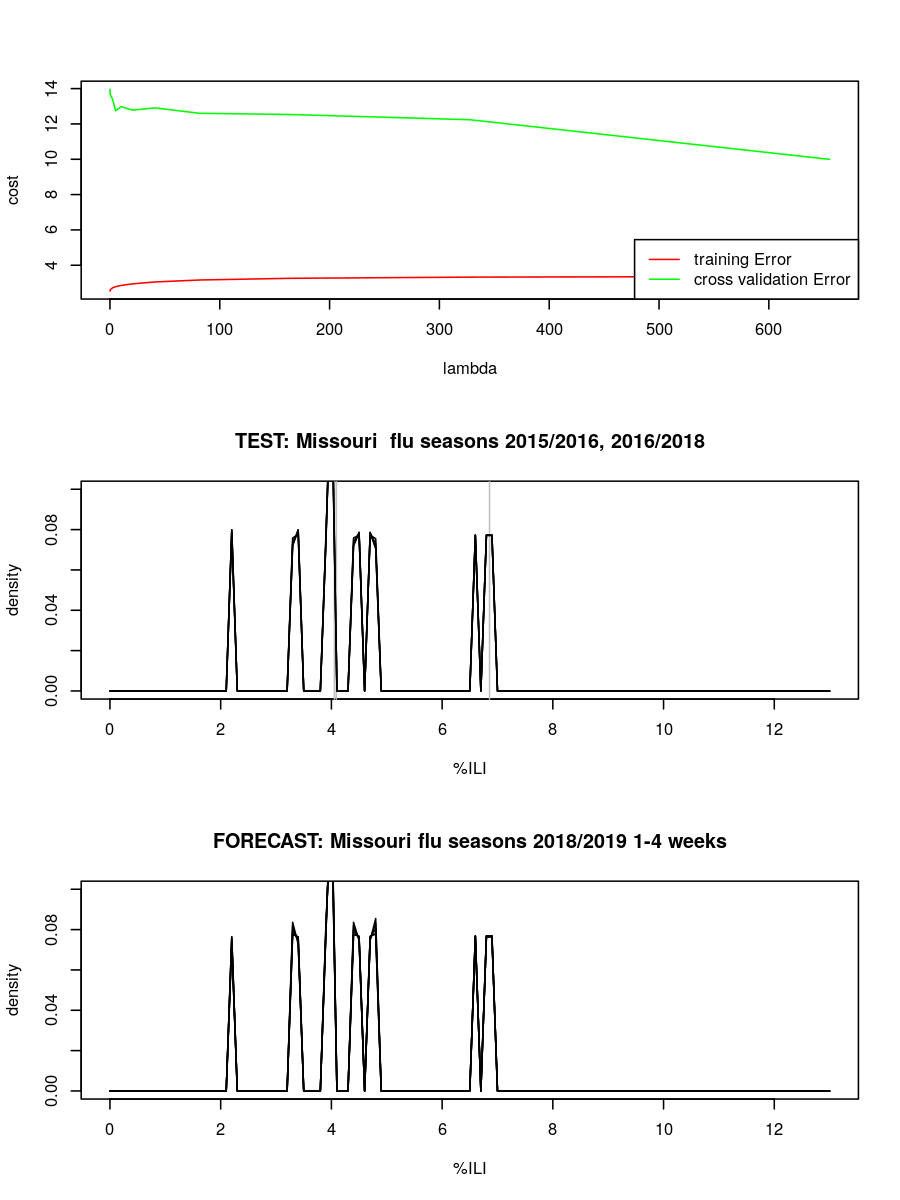 14
12
10
8
6
4
cost
training Error
cross validation Error
0 100 200 300 400 500 600
lambda
TEST: Missouri  flu seasons 2015/2016, 2016/2018
0.08
0.04
0.00
density
0 2 4 6 8 10 12
%ILI
FORECAST: Missouri flu seasons 2018/2019 1-4 weeks
0.08
0.04
0.00
density
0 2 4 6 8 10 12
%ILI